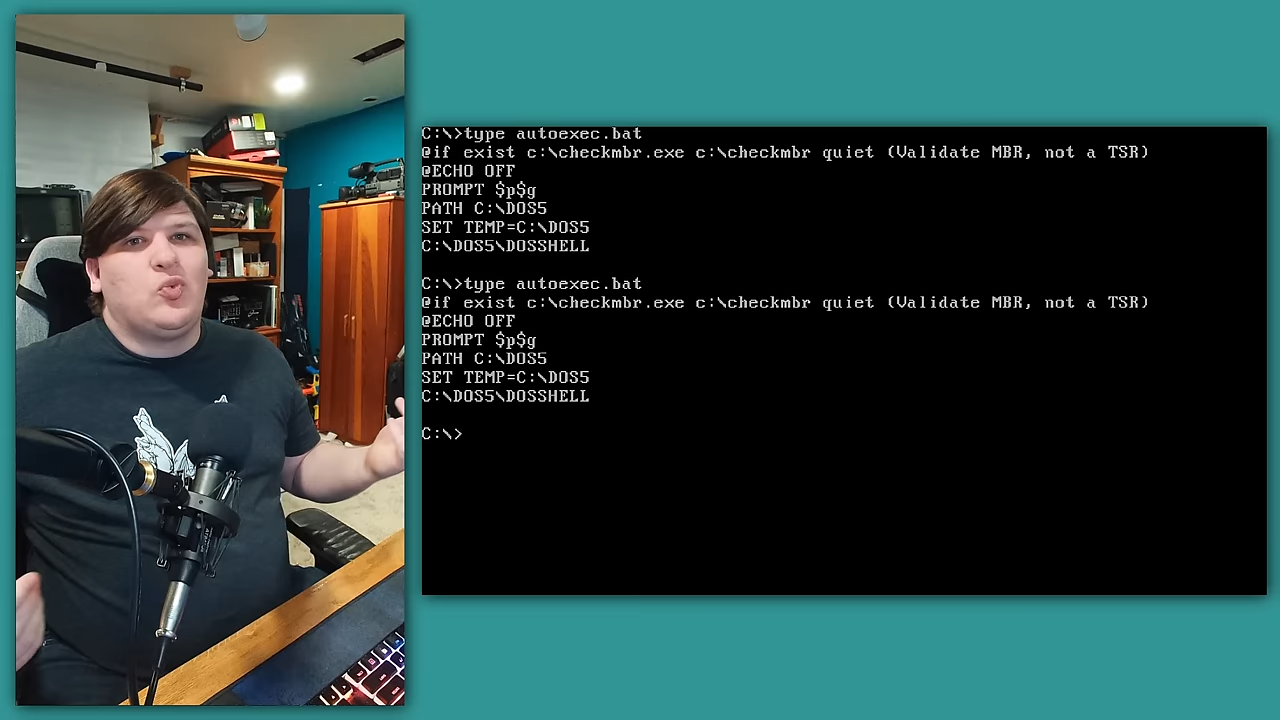 C:\>type autoexec.bat
@if exist c:\checkmbr.exe c:\checkmbr quiet (Validate MBR, not a TSR)
@ECHO OFF
PROMPT $p$g
PATH C:\DOS5
SET TEMP=C:\DOS5
C:\DOS5\DOSSHELL
C:\>type autoexec.bat
@if exist c:\checkmbr.exe c:\checkmbr quiet (Validate MBR, not a TSR)
@ECHO OFF
PROMPT $p$g
PATH C:\DOS5
SET TEMP=C:\DOS5
C:\DOS5\DOSSHELL
C:\>